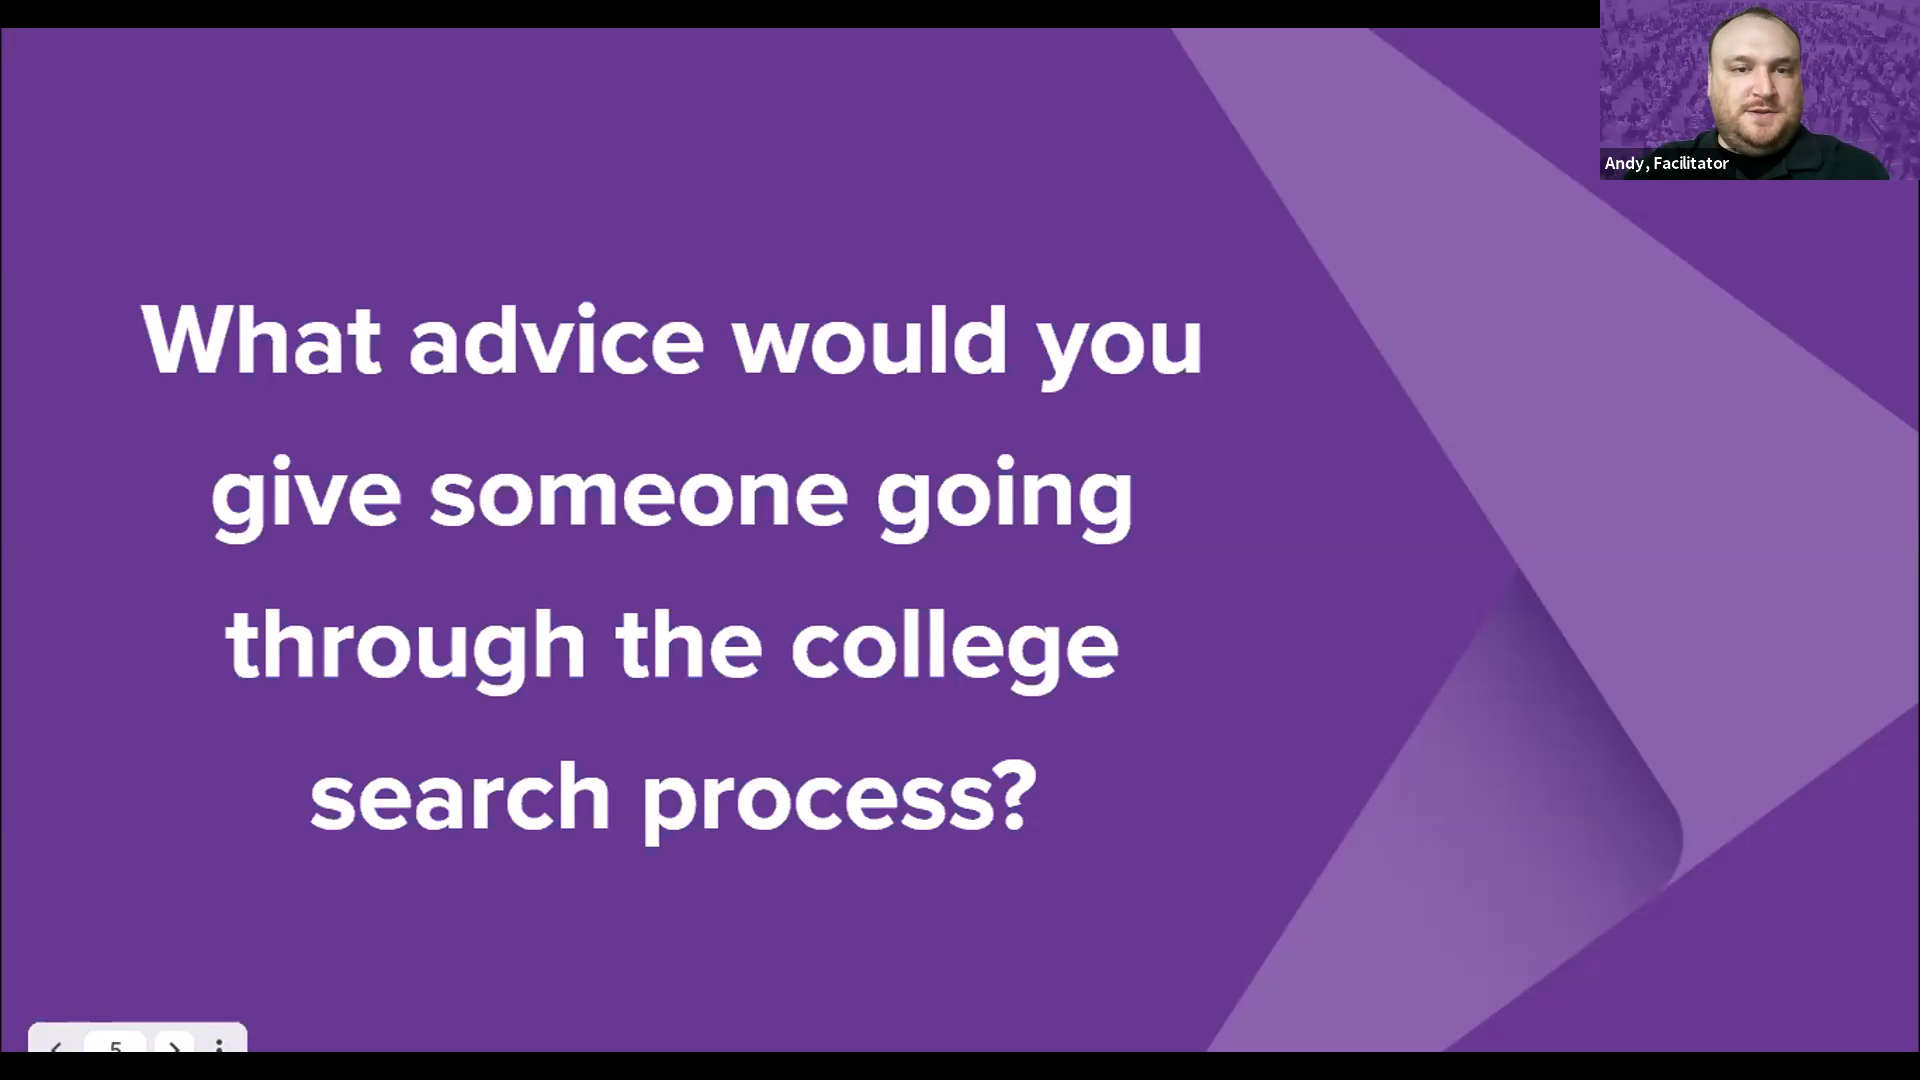 Andy, Facilitator
What advice would you
give someone going
through the college
search process?
5